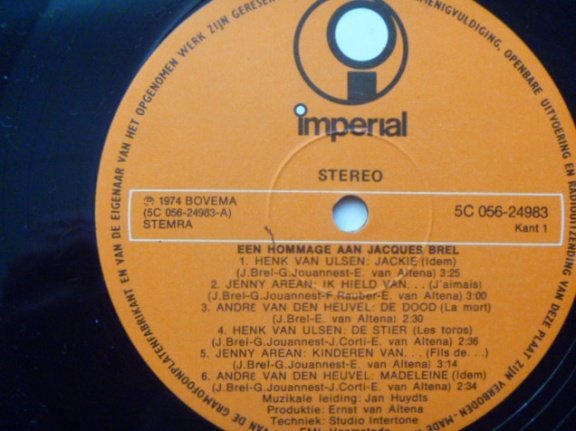 EN VAN DE EIGENAAR VAN HET OPGENOMEN WERK ZIJN GERESER
MENIGVULDIGING, OPENBARE UITVOERING EN RADIOUITZENDING VAN DEZE PLAAT ZIJN VERBODEN
DE GRAMOFOONPLATENFABRIKANT
MADE
imperial
STEREO
℗ 1974 BOVEMA
(5C 056-24983-A)
STEMRA
5C 056-24983
Kant 1
EEN HOMMAGE AAN JACQUES BREL
1. HENK VAN ULSEN: JACKIE (Idem)
(J.Brel-G.Jouannest-E. van Altena) 3:25
2. JENNY AREAN: IK HIELD VAN... (J'aimais)
(J.Brel-G.Jouannest-F.Rauber-E. van Altena) 3:00
3. ANDRE VAN DEN HEUVEL: DE DOOD (La mort)
(J.Brel-E. van Altena) 2:30
4. HENK VAN ULSEN: DE STIER (Les toros)
(J.Brel-G.Jouannest-J.Corti-E. van Altena) 2:36
5. JENNY AREAN: KINDEREN VAN... (Fils de...)
(J.Brel-G.Jouannest-E. van Altena) 3:14
6. ANDRE VAN DEN HEUVEL: MADELEINE (Idem)
(J.Brel-G.Jouannest-J.Corti-E. van Altena) 2:34
Muzikale leiding: Jan Huydts
Produktie: Ernst van Altena
Techniek: Studio Intertone